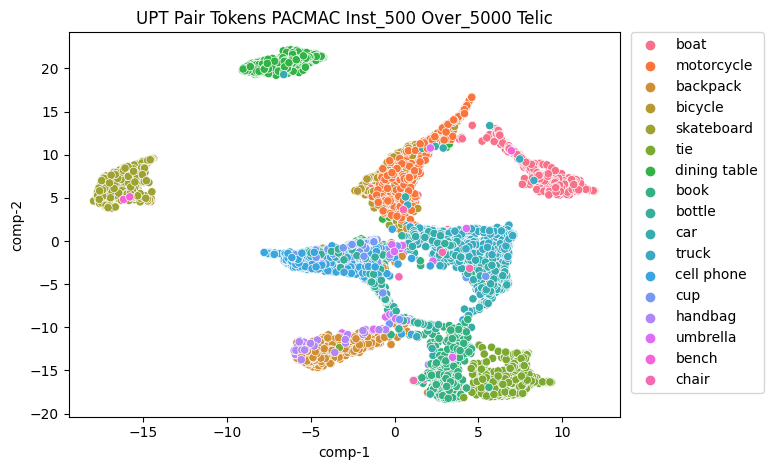 UPT Pair Tokens PACMAC Inst_500 Over_5000 Telic
boat
motorcycle
backpack
bicycle
skateboard
tie
dining table
book
bottle
car
truck
cell phone
cup
handbag
umbrella
bench
chair
comp-2
20
15
10
5
0
−5
−10
−15
−20
−15
−10
−5
0
5
10
comp-1